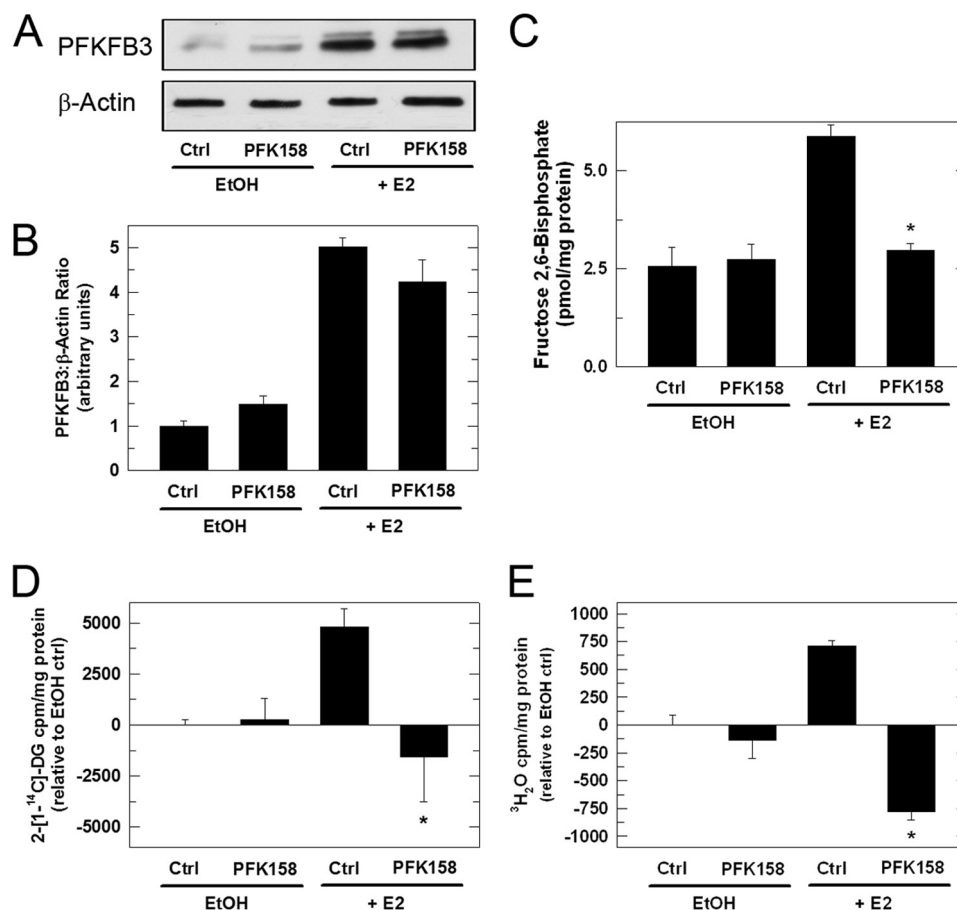 A
PFKFB3
β-Actin
Ctrl PFK158 Ctrl PFK158
EtOH + E2
B
PFKFB3:β-Actin Ratio
(arbitrary units)
5
4
3
2
1
0
Ctrl PFK158 Ctrl PFK158
EtOH + E2
C
Fructose 2,6-Bisphosphate
(pmol/mg protein)
5.0
2.5
0.0
*
Ctrl PFK158 Ctrl PFK158
EtOH + E2
D
2-[1-¹⁴C]-DG cpm/mg protein
(relative to EtOH ctrl)
5000
2500
0
-2500
-5000
*
Ctrl PFK158 Ctrl PFK158
EtOH + E2
E
³H₂O cpm/mg protein
(relative to EtOH ctrl)
1000
750
500
250
0
-250
-500
-750
-1000
*
Ctrl PFK158 Ctrl PFK158
EtOH + E2